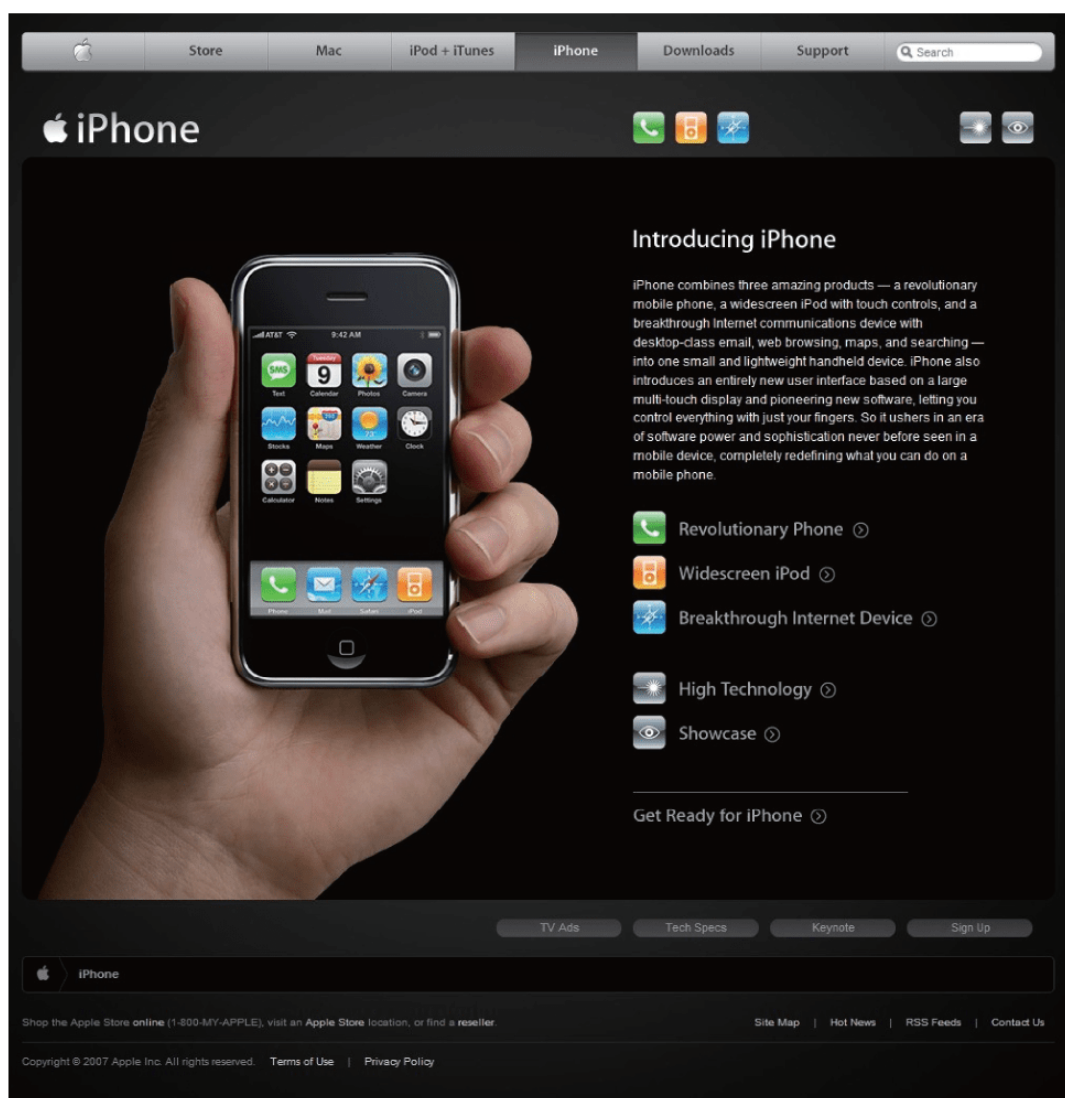 Store Mac iPod + iTunes iPhone Downloads Support Search
iPhone
Introducing iPhone
iPhone combines three amazing products — a revolutionary
mobile phone, a widescreen iPod with touch controls, and a
breakthrough Internet communications device with
desktop-class email, web browsing, maps, and searching —
into one small and lightweight handheld device. iPhone also
introduces an entirely new user interface based on a large
multi-touch display and pioneering new software, letting you
control everything with just your fingers. So it ushers in an era
of software power and sophistication never before seen in a
mobile device, completely redefining what you can do on a
mobile phone.
AT&T 9:42 AM
SMS Tuesday 9
Text Calendar Photos Camera
280
73°
Stocks Maps Weather Clock
Calculator Notes Settings
Phone Mail Safari iPod
Revolutionary Phone
Widescreen iPod
Breakthrough Internet Device
High Technology
Showcase
Get Ready for iPhone
TV Ads Tech Specs Keynote Sign Up
iPhone
Shop the Apple Store online (1-800-MY-APPLE), visit an Apple Store location, or find a reseller.
Site Map | Hot News | RSS Feeds | Contact Us
Copyright © 2007 Apple Inc. All rights reserved. Terms of Use | Privacy Policy